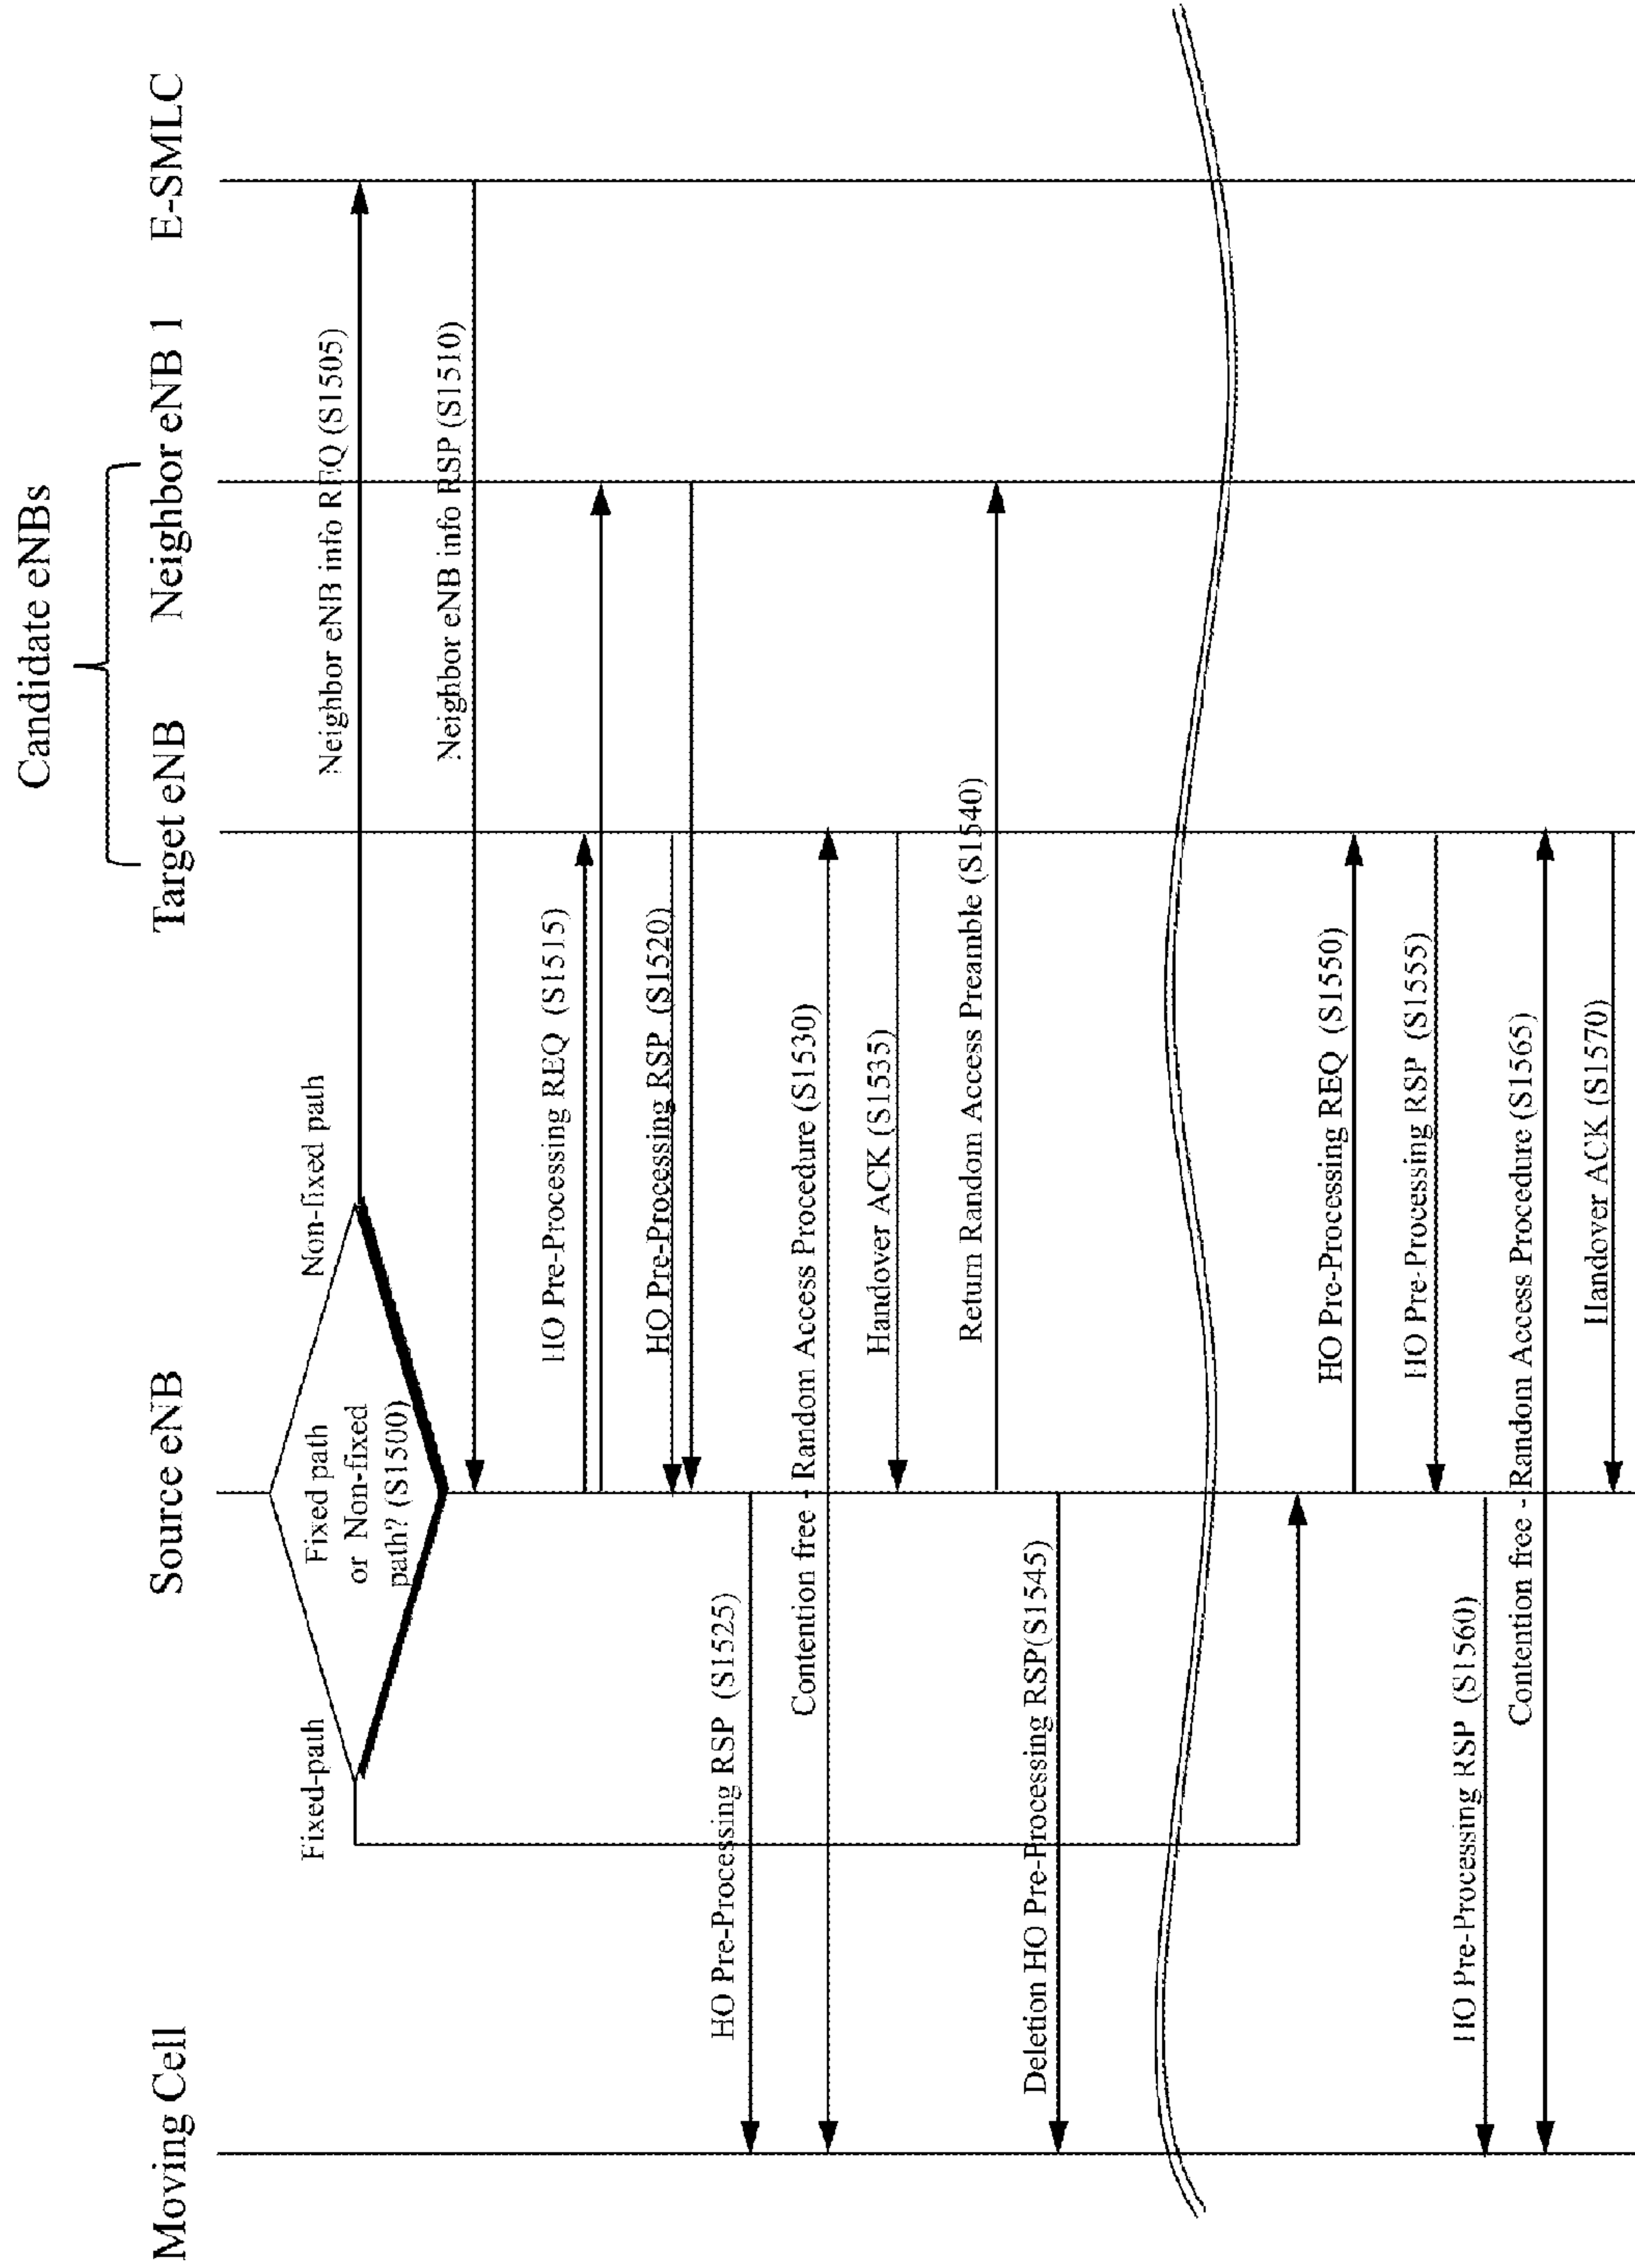 Candidate eNBs
Moving Cell
Source eNB
Target eNB
Neighbor eNB 1
E-SMLC
Fixed-path
Fixed path
or Non-fixed
path? (S1500)
Non-fixed path
Neighbor eNB info REQ (S1505)
Neighbor eNB info RSP (S1510)
HO Pre-Processing REQ (S1515)
HO Pre-Processing RSP (S1520)
HO Pre-Processing RSP (S1525)
Contention free - Random Access Procedure (S1530)
Handover ACK (S1535)
Return Random Access Preamble (S1540)
Deletion HO Pre-Processing RSP(S1545)
HO Pre-Processing REQ (S1550)
HO Pre-Processing RSP (S1555)
HO Pre-Processing RSP (S1560)
Contention free - Random Access Procedure (S1565)
Handover ACK (S1570)